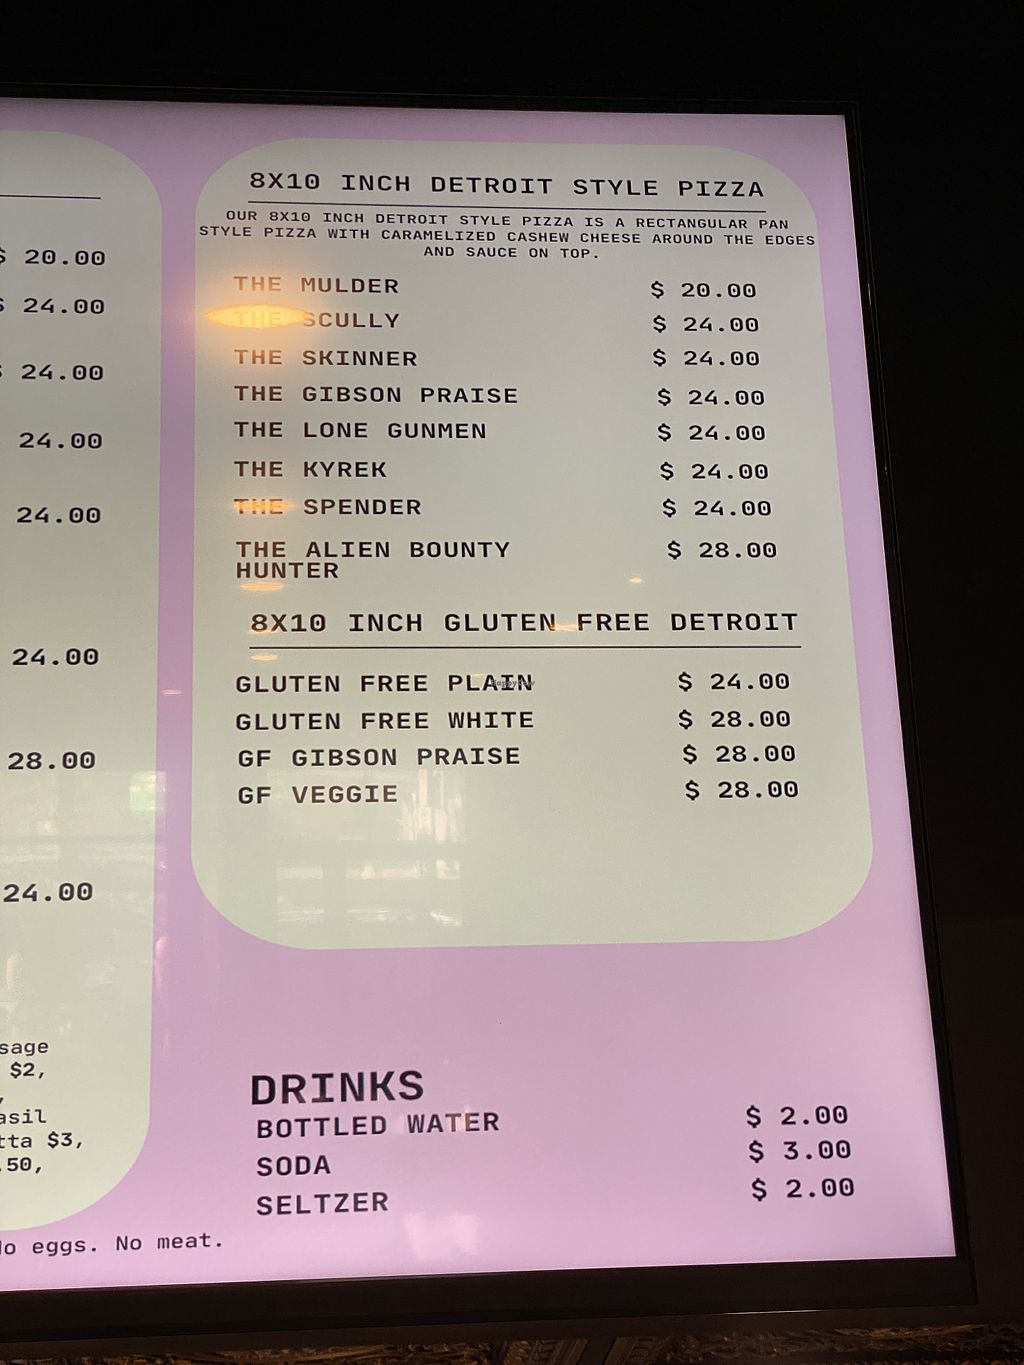 $ 20.00
$ 24.00
24.00
24.00
24.00
24.00
28.00
24.00
$2,
$3,
eggs. No meat.
8X10 INCH DETROIT STYLE PIZZA
OUR 8X10 INCH DETROIT STYLE PIZZA IS A RECTANGULAR PAN
STYLE PIZZA WITH CARAMELIZED CASHEW CHEESE AROUND THE EDGES
AND SAUCE ON TOP.
THE MULDER $ 20.00
THE SCULLY $ 24.00
THE SKINNER $ 24.00
THE GIBSON PRAISE $ 24.00
THE LONE GUNMEN $ 24.00
THE KYREK $ 24.00
THE SPENDER $ 24.00
THE ALIEN BOUNTY $ 28.00
HUNTER
8X10 INCH GLUTEN FREE DETROIT
GLUTEN FREE PLAIN $ 24.00
GLUTEN FREE WHITE $ 28.00
GF GIBSON PRAISE $ 28.00
GF VEGGIE $ 28.00
DRINKS
BOTTLED WATER $ 2.00
SODA $ 3.00
SELTZER $ 2.00